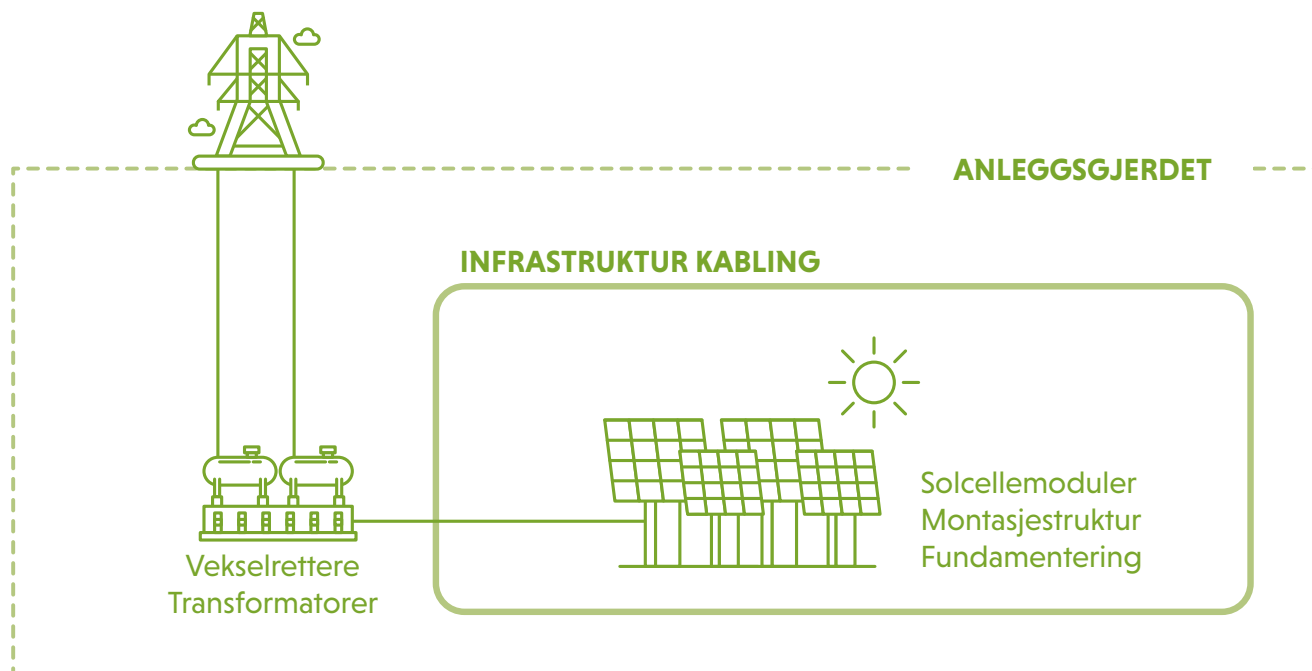 ANLEGGSGJERDET
INFRASTRUKTUR KABLING
Solcellemoduler
Montasjestruktur
Fundamentering
Vekselrettere
Transformatorer